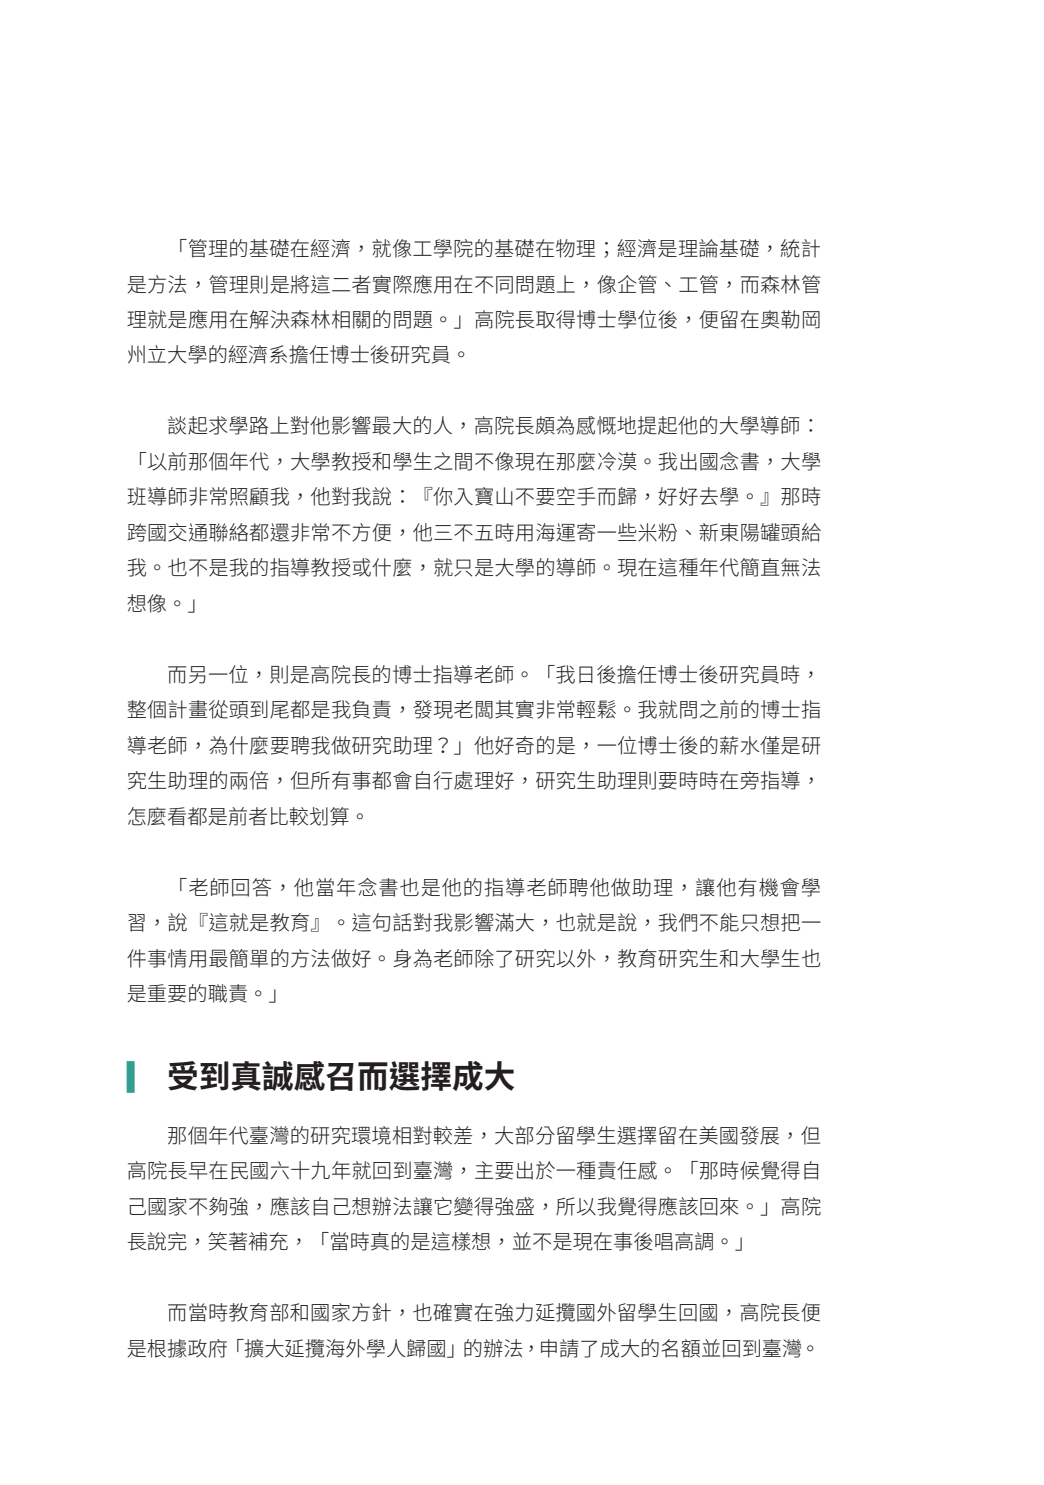 「管理的基礎在經濟，就像工學院的基礎在物理；經濟是理論基礎，統計
是方法，管理則是將這二者實際應用在不同問題上，像企管、工管，而森林管
理就是應用在解決森林相關的問題。」高院長取得博士學位後，便留在奧勒岡
州立大學的經濟系擔任博士後研究員。
談起求學路上對他影響最大的人，高院長頗為感慨地提起他的大學導師：
「以前那個年代，大學教授和學生之間不像現在那麼冷漠。我出國念書，大學
班導師非常照顧我，他對我說：『你入寶山不要空手而歸，好好去學。』那時
跨國交通聯絡都還非常不方便，他三不五時用海運寄一些米粉、新東陽罐頭給
我。也不是我的指導教授或什麼，就只是大學的導師。現在這種年代簡直無法
想像。」
而另一位，則是高院長的博士指導老師。「我日後擔任博士後研究員時，
整個計畫從頭到尾都是我負責，發現老闆其實非常輕鬆。我就問之前的博士指
導老師，為什麼要聘我做研究助理？」他好奇的是，一位博士後的薪水僅是研
究生助理的兩倍，但所有事都會自行處理好，研究生助理則要時時在旁指導，
怎麼看都是前者比較划算。
「老師回答，他當年念書也是他的指導老師聘他做助理，讓他有機會學
習，說『這就是教育』。這句話對我影響滿大，也就是說，我們不能只想把一
件事情用最簡單的方法做好。身為老師除了研究以外，教育研究生和大學生也
是重要的職責。」
受到真誠感召而選擇成大
那個年代臺灣的研究環境相對較差，大部分留學生選擇留在美國發展，但
高院長早在民國六十九年就回到臺灣，主要出於一種責任感。「那時候覺得自
己國家不夠強，應該自己想辦法讓它變得強盛，所以我覺得應該回來。」高院
長說完，笑著補充，「當時真的是這樣想，並不是現在事後唱高調。」
而當時教育部和國家方針，也確實在強力延攬國外留學生回國，高院長便
是根據政府「擴大延攬海外學人歸國」的辦法，申請了成大的名額並回到臺灣。